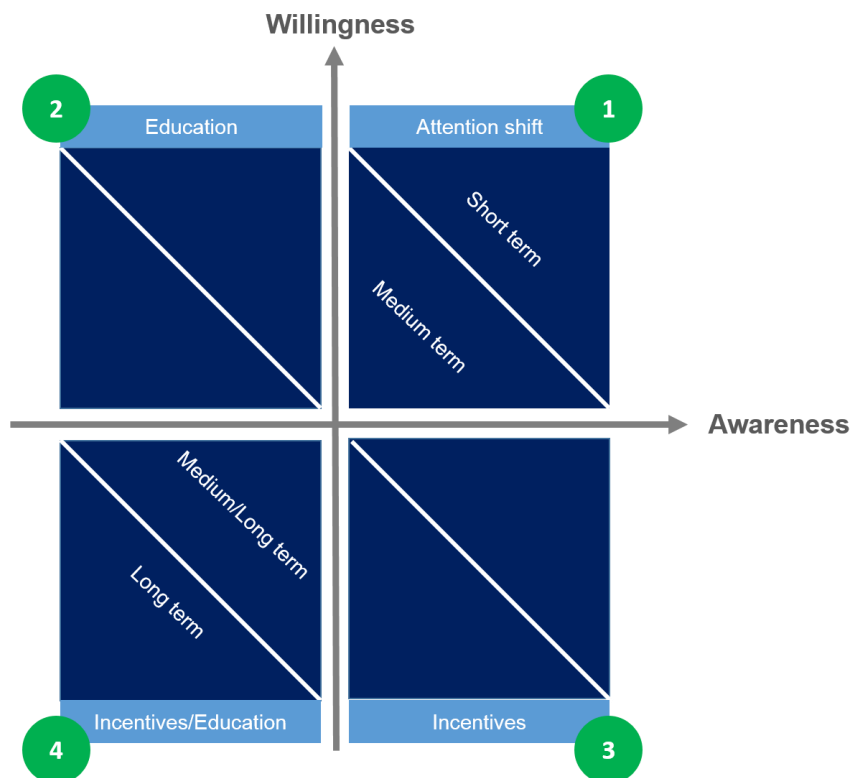 Willingness
2
Education
Attention shift
1
Short term
Medium term
Awareness
Medium/Long term
Long term
Incentives/Education
4
Incentives
3